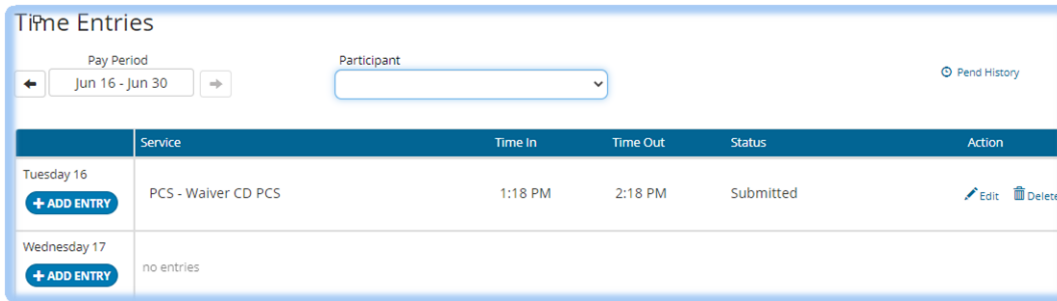 Time Entries
Pay Period
Participant
Jun 16 - Jun 30
Pend History
Service Time In Time Out Status Action
Tuesday 16
+ ADD ENTRY
PCS - Waiver CD PCS 1:18 PM 2:18 PM Submitted Edit Delete
Wednesday 17
+ ADD ENTRY
no entries